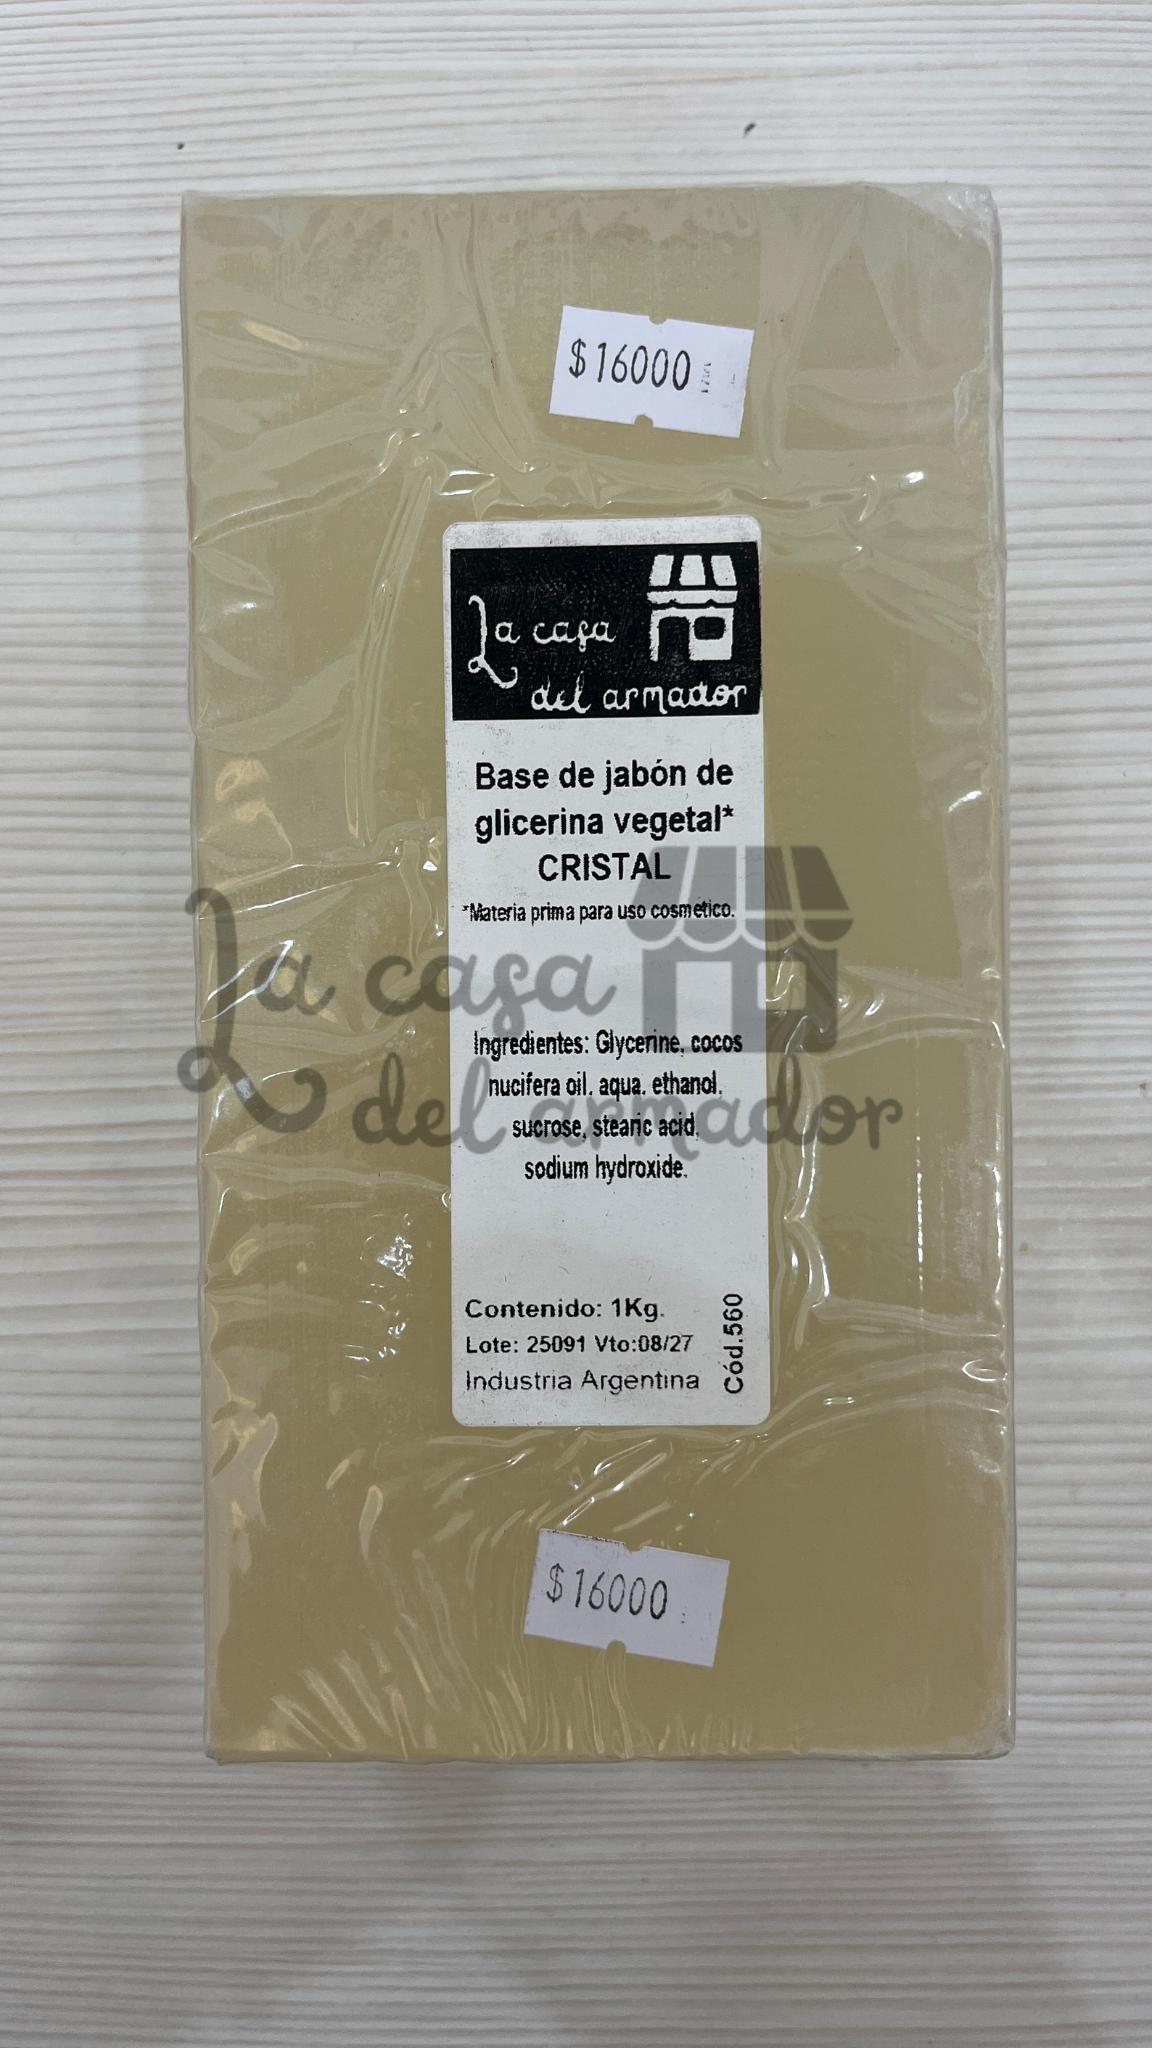 $16000
La casa
del armador
Base de jabón de
glicerina vegetal*
CRISTAL
*Materia prima para uso cosmético.
La casa
del armador
Ingredientes: Glycerine, cocos
nucifera oil, aqua, ethanol,
sucrose, stearic acid,
sodium hydroxide.
Contenido: 1Kg.
Lote: 25091 Vto:08/27
Industria Argentina
Cód.560
$16000